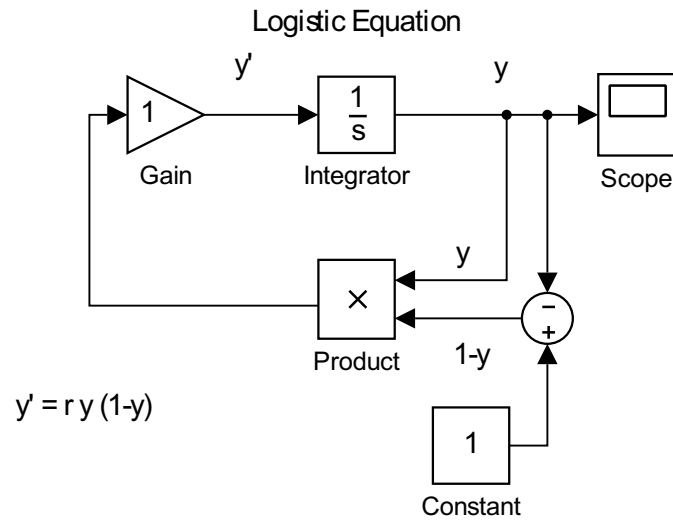 Logistic Equation
y'
y
1
1
s
Gain
Integrator
Scope
y
×
−
+
Product
1-y
y' = r y (1-y)
1
Constant